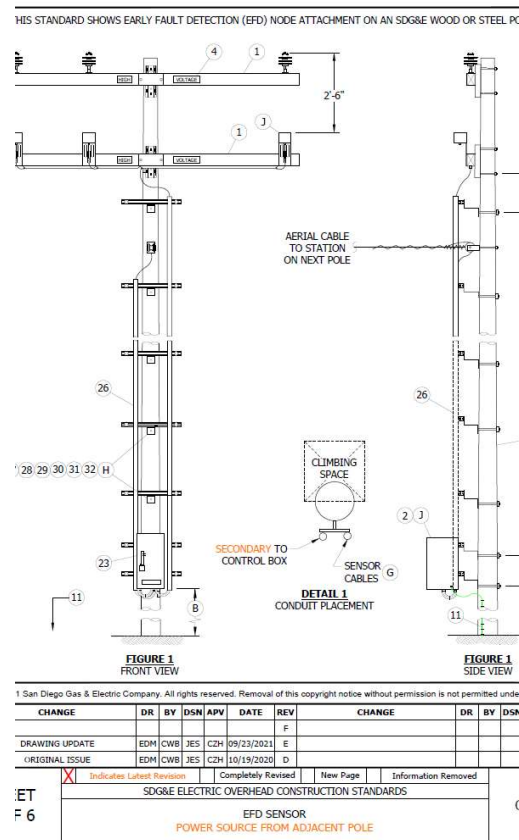 HIS STANDARD SHOWS EARLY FAULT DETECTION (EFD) NODE ATTACHMENT ON AN SDG&E WOOD OR STEEL PO
4
1
2'-6"
HIGH
VOLTAGE
1
J
HIGH
VOLTAGE
AERIAL CABLE
TO STATION
ON NEXT POLE
26
26
28 29 30 31 32 H
CLIMBING
SPACE
2 J
23
SECONDARY TO
CONTROL BOX
SENSOR
CABLES G
DETAIL 1
CONDUIT PLACEMENT
11
B
11
FIGURE 1
FRONT VIEW
FIGURE 1
SIDE VIEW
1 San Diego Gas & Electric Company. All rights reserved. Removal of this copyright notice without permission is not permitted unde
CHANGE DR BY DSN APV DATE REV CHANGE DR BY DSN
F
DRAWING UPDATE EDM CWB JES CZH 09/23/2021 E
ORIGINAL ISSUE EDM CWB JES CZH 10/19/2020 D
X Indicates Latest Revision Completely Revised New Page Information Removed
EET
F 6
SDG&E ELECTRIC OVERHEAD CONSTRUCTION STANDARDS
EFD SENSOR
POWER SOURCE FROM ADJACENT POLE